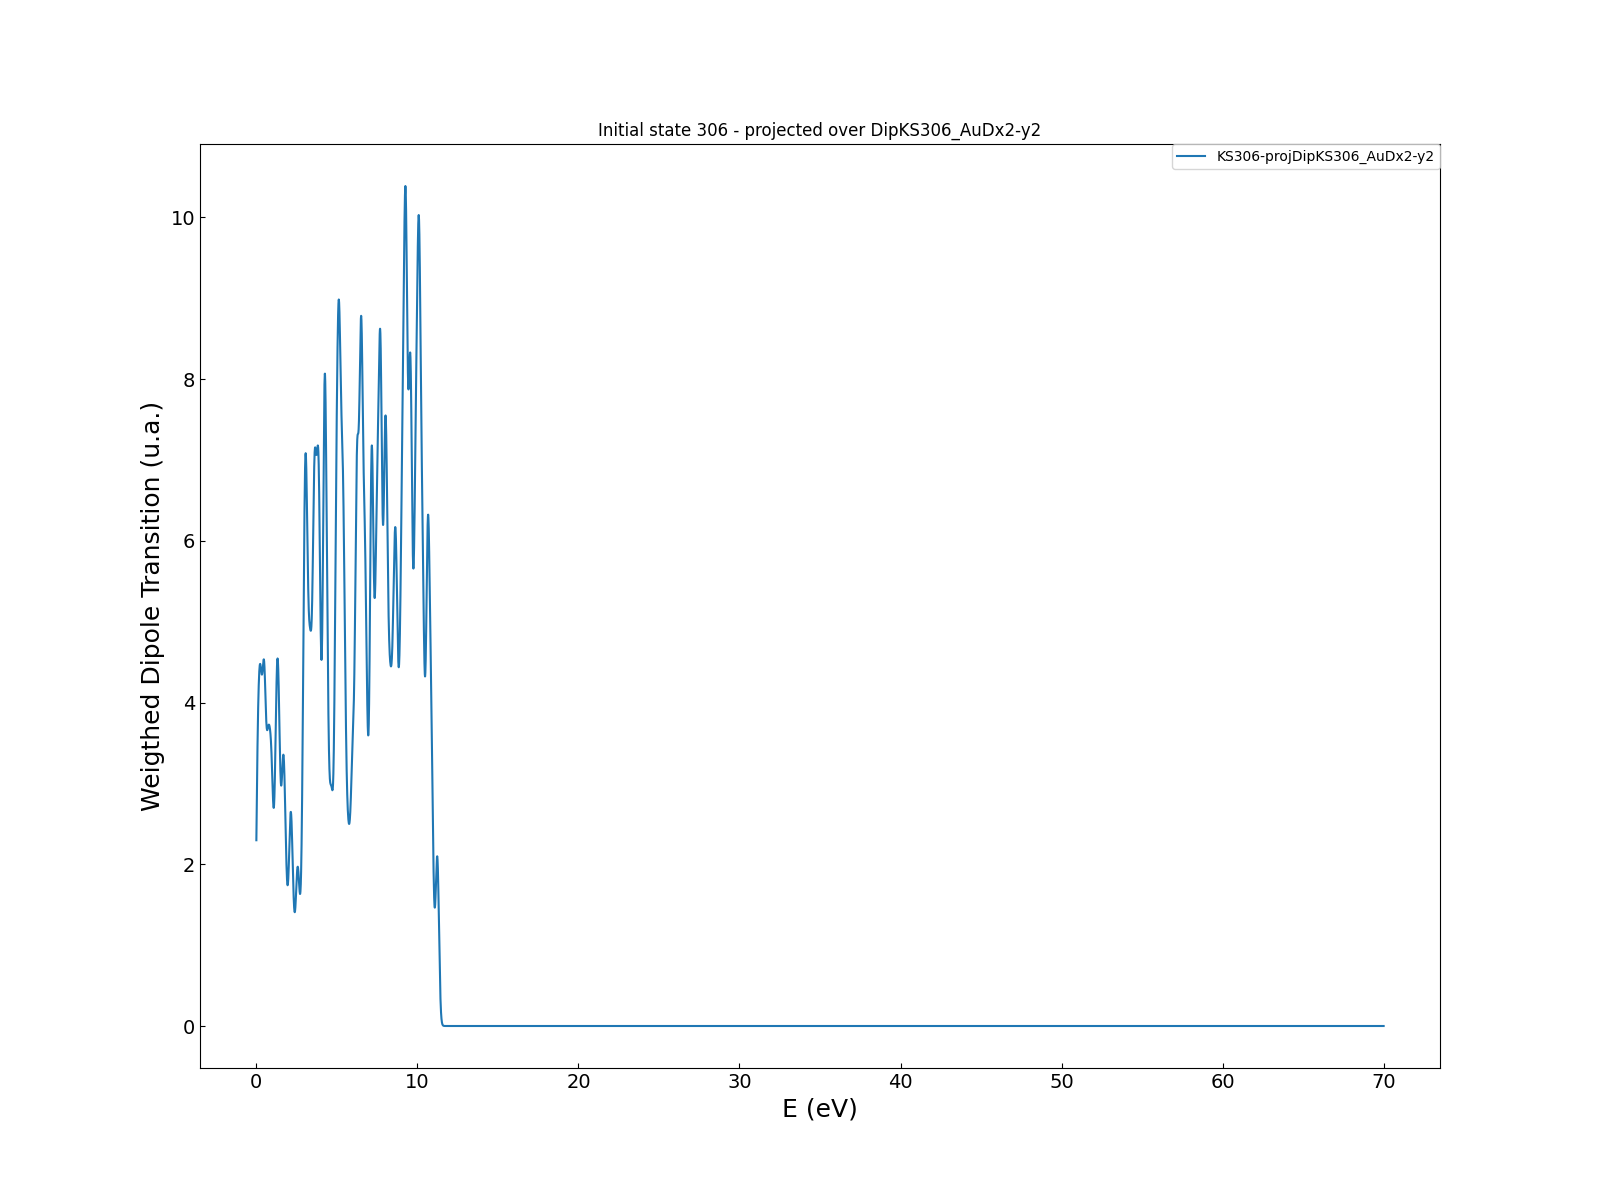 Initial state 306 - projected over DipKS306_AuDx2-y2
KS306-projDipKS306_AuDx2-y2
Weigthed Dipole Transition (u.a.)
10
8
6
4
2
0
0 10 20 30 40 50 60 70
E (eV)